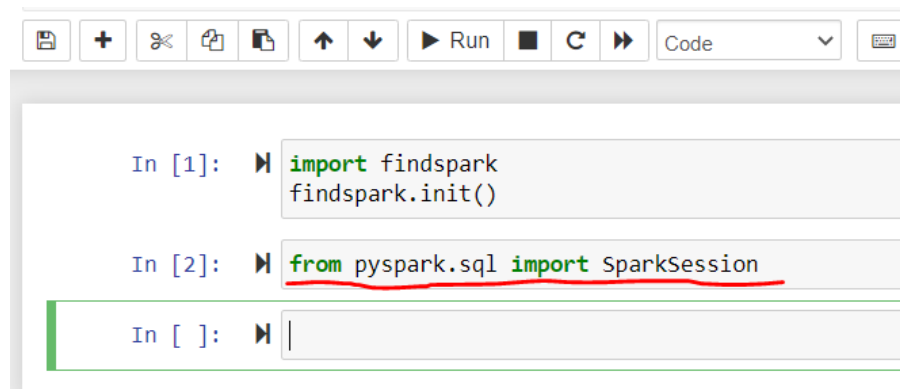 Run
Code
In [1]:
import findspark
findspark.init()
In [2]:
from pyspark.sql import SparkSession
In [ ]: